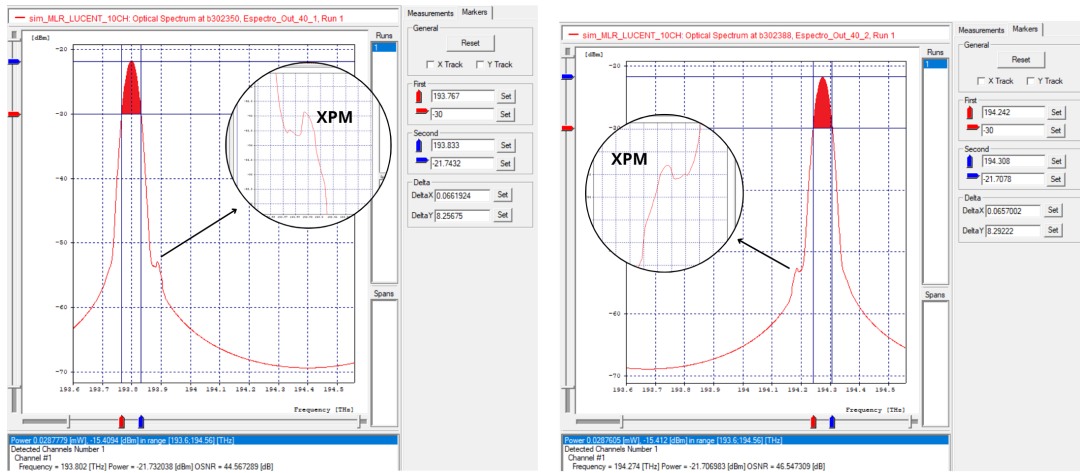 sim_MLR_LUCENT_10CH: Optical Spectrum at b302350, Espectro_Out_40_1, Run 1
[dBm]
-20
-30
-40
-50
-60
-70
193.6 193.7 193.8 193.9 194 194.1 194.2 194.3 194.4 194.5
Frequency [THz]
XPM
Runs
1
Spans
Measurements Markers
General
Reset
X Track Y Track
First
193.767 Set
-30 Set
Second
193.833 Set
-21.7432 Set
Delta
DeltaX 0.0661924 Set
DeltaY 8.25675 Set
Power 0.0287779 [mW], -15.4094 [dBm] in range [193.6;194.56] [THz]
Detected Channels Number 1
Channel #1
Frequency = 193.802 [THz] Power = -21.732038 [dBm] OSNR = 44.567289 [dB]
sim_MLR_LUCENT_10CH: Optical Spectrum at b302388, Espectro_Out_40_2, Run 1
[dBm]
-20
-30
-60
-70
193.6 193.7 193.8 193.9 194 194.1 194.2 194.3 194.4 194.5
Frequency [THz]
XPM
Runs
1
Spans
Measurements Markers
General
Reset
X Track Y Track
First
194.242 Set
-30 Set
Second
194.308 Set
-21.7078 Set
Delta
DeltaX 0.0657002 Set
DeltaY 8.29222 Set
Power 0.0287605 [mW], -15.412 [dBm] in range [193.6;194.56] [THz]
Detected Channels Number 1
Channel #1
Frequency = 194.274 [THz] Power = -21.706983 [dBm] OSNR = 46.547309 [dB]